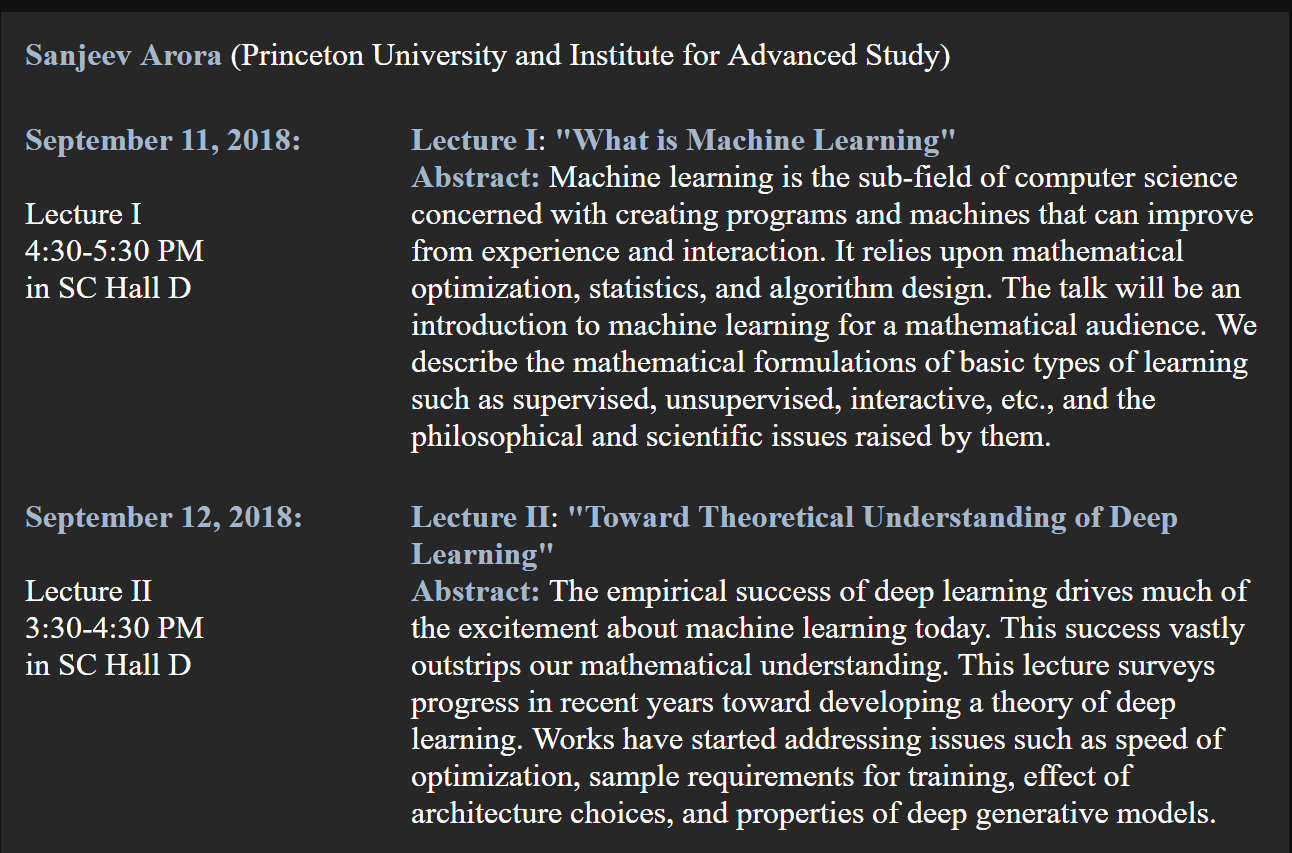 Sanjeev Arora (Princeton University and Institute for Advanced Study)
September 11, 2018:
Lecture I
4:30-5:30 PM
in SC Hall D
Lecture I: "What is Machine Learning"
Abstract: Machine learning is the sub-field of computer science
concerned with creating programs and machines that can improve
from experience and interaction. It relies upon mathematical
optimization, statistics, and algorithm design. The talk will be an
introduction to machine learning for a mathematical audience. We
describe the mathematical formulations of basic types of learning
such as supervised, unsupervised, interactive, etc., and the
philosophical and scientific issues raised by them.
September 12, 2018:
Lecture II
3:30-4:30 PM
in SC Hall D
Lecture II: "Toward Theoretical Understanding of Deep
Learning"
Abstract: The empirical success of deep learning drives much of
the excitement about machine learning today. This success vastly
outstrips our mathematical understanding. This lecture surveys
progress in recent years toward developing a theory of deep
learning. Works have started addressing issues such as speed of
optimization, sample requirements for training, effect of
architecture choices, and properties of deep generative models.